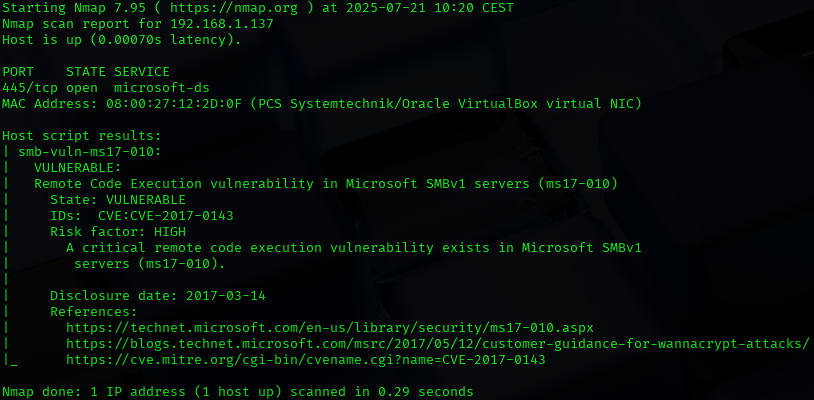 Starting Nmap 7.95 ( https://nmap.org ) at 2025-07-21 10:20 CEST
Nmap scan report for 192.168.1.137
Host is up (0.00070s latency).

PORT    STATE SERVICE
445/tcp open  microsoft-ds
MAC Address: 08:00:27:12:2D:0F (PCS Systemtechnik/Oracle VirtualBox virtual NIC)

Host script results:
| smb-vuln-ms17-010:
|   VULNERABLE:
|   Remote Code Execution vulnerability in Microsoft SMBv1 servers (ms17-010)
|     State: VULNERABLE
|     IDs:  CVE:CVE-2017-0143
|     Risk factor: HIGH
|       A critical remote code execution vulnerability exists in Microsoft SMBv1
|        servers (ms17-010).
|
|     Disclosure date: 2017-03-14
|     References:
|       https://technet.microsoft.com/en-us/library/security/ms17-010.aspx
|       https://blogs.technet.microsoft.com/msrc/2017/05/12/customer-guidance-for-wannacrypt-attacks/
|_      https://cve.mitre.org/cgi-bin/cvename.cgi?name=CVE-2017-0143

Nmap done: 1 IP address (1 host up) scanned in 0.29 seconds